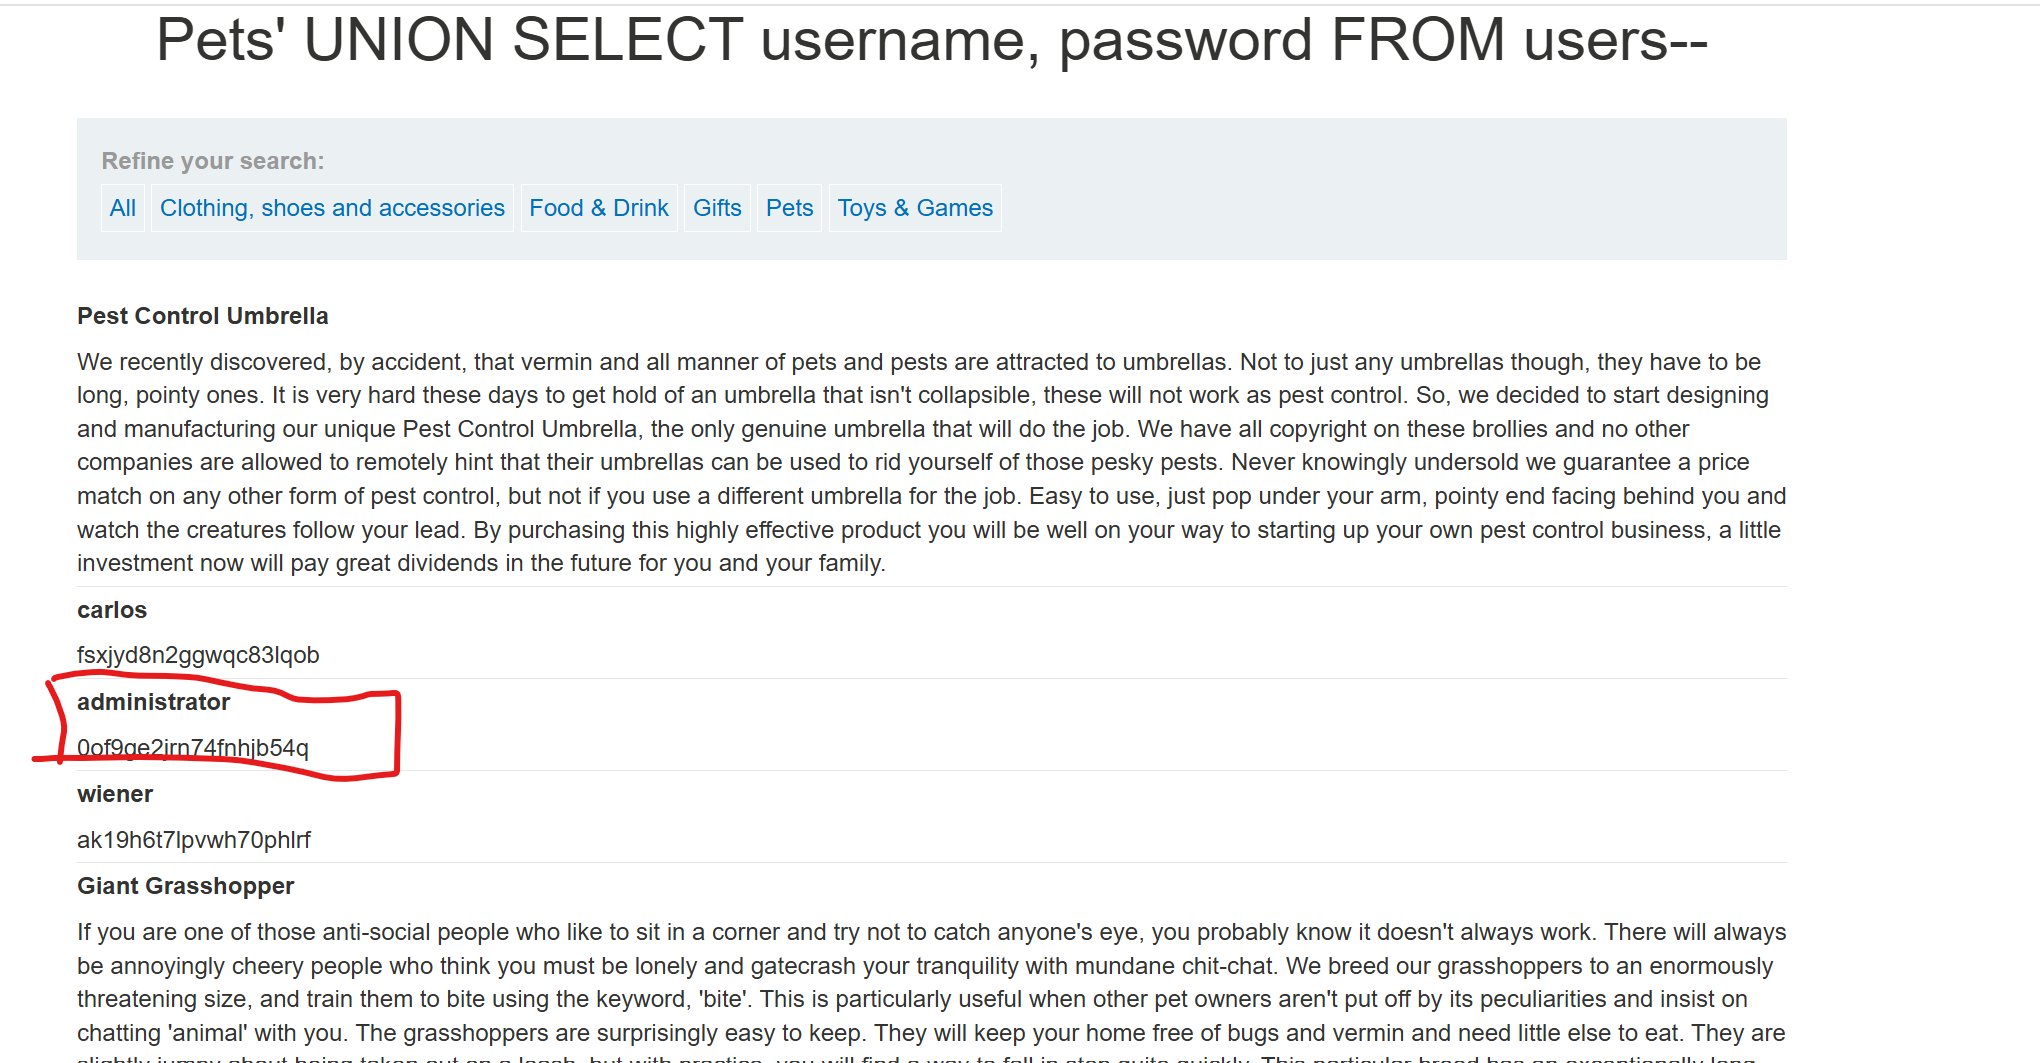 Pets' UNION SELECT username, password FROM users--
Refine your search:
All Clothing, shoes and accessories Food & Drink Gifts Pets Toys & Games
Pest Control Umbrella
We recently discovered, by accident, that vermin and all manner of pets and pests are attracted to umbrellas. Not to just any umbrellas though, they have to be
long, pointy ones. It is very hard these days to get hold of an umbrella that isn't collapsible, these will not work as pest control. So, we decided to start designing
and manufacturing our unique Pest Control Umbrella, the only genuine umbrella that will do the job. We have all copyright on these brollies and no other
companies are allowed to remotely hint that their umbrellas can be used to rid yourself of those pesky pests. Never knowingly undersold we guarantee a price
match on any other form of pest control, but not if you use a different umbrella for the job. Easy to use, just pop under your arm, pointy end facing behind you and
watch the creatures follow your lead. By purchasing this highly effective product you will be well on your way to starting up your own pest control business, a little
investment now will pay great dividends in the future for you and your family.
carlos
fsxjyd8n2ggwqc83lqob
administrator
0of9ge2jrn74fnhjb54q
wiener
ak19h6t7lpvwh70phlrf
Giant Grasshopper
If you are one of those anti-social people who like to sit in a corner and try not to catch anyone's eye, you probably know it doesn't always work. There will always
be annoyingly cheery people who think you must be lonely and gatecrash your tranquility with mundane chit-chat. We breed our grasshoppers to an enormously
threatening size, and train them to bite using the keyword, 'bite'. This is particularly useful when other pet owners aren't put off by its peculiarities and insist on
chatting 'animal' with you. The grasshoppers are surprisingly easy to keep. They will keep your home free of bugs and vermin and need little else to eat. They are